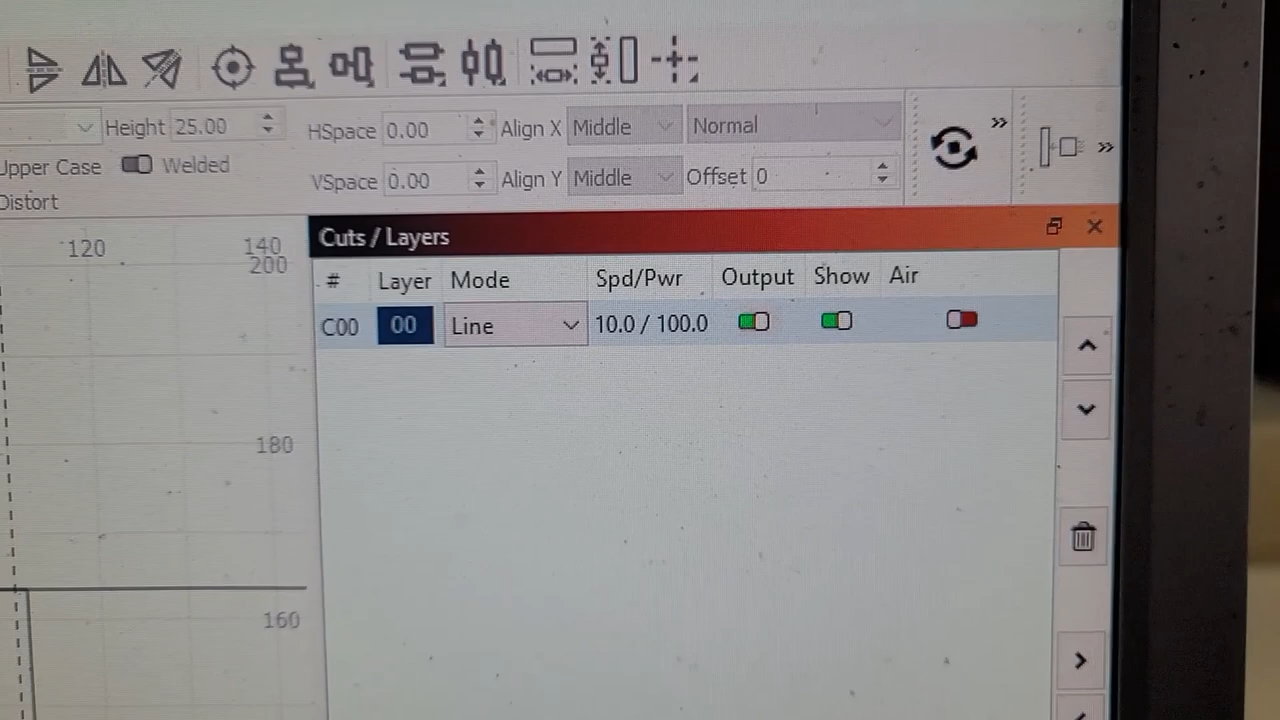 Height 25.00 HSpace 0.00 Align X Middle Normal
Upper Case Welded VSpace 0.00 Align Y Middle Offset 0
Distort
Cuts / Layers
120 140
200
# Layer Mode Spd/Pwr Output Show Air
C00 00 Line 10.0 / 100.0
180
160